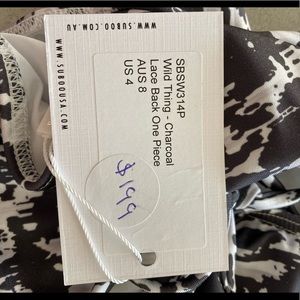 WWW.SUBOO.COM.AU
WWW.SUBOOUSA.COM
SBSW314P
Wild Thing - Charcoal
Lace Back One Piece
AUS 8
US 4
$199